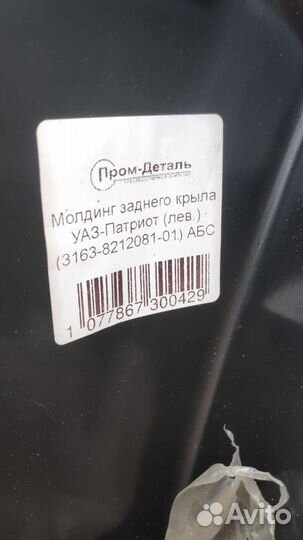 Пром-Деталь
Молдинг заднего крыла
УАЗ-Патриот (лев.)
(3163-8212081-01) АБС
1 077867 300429
Avito